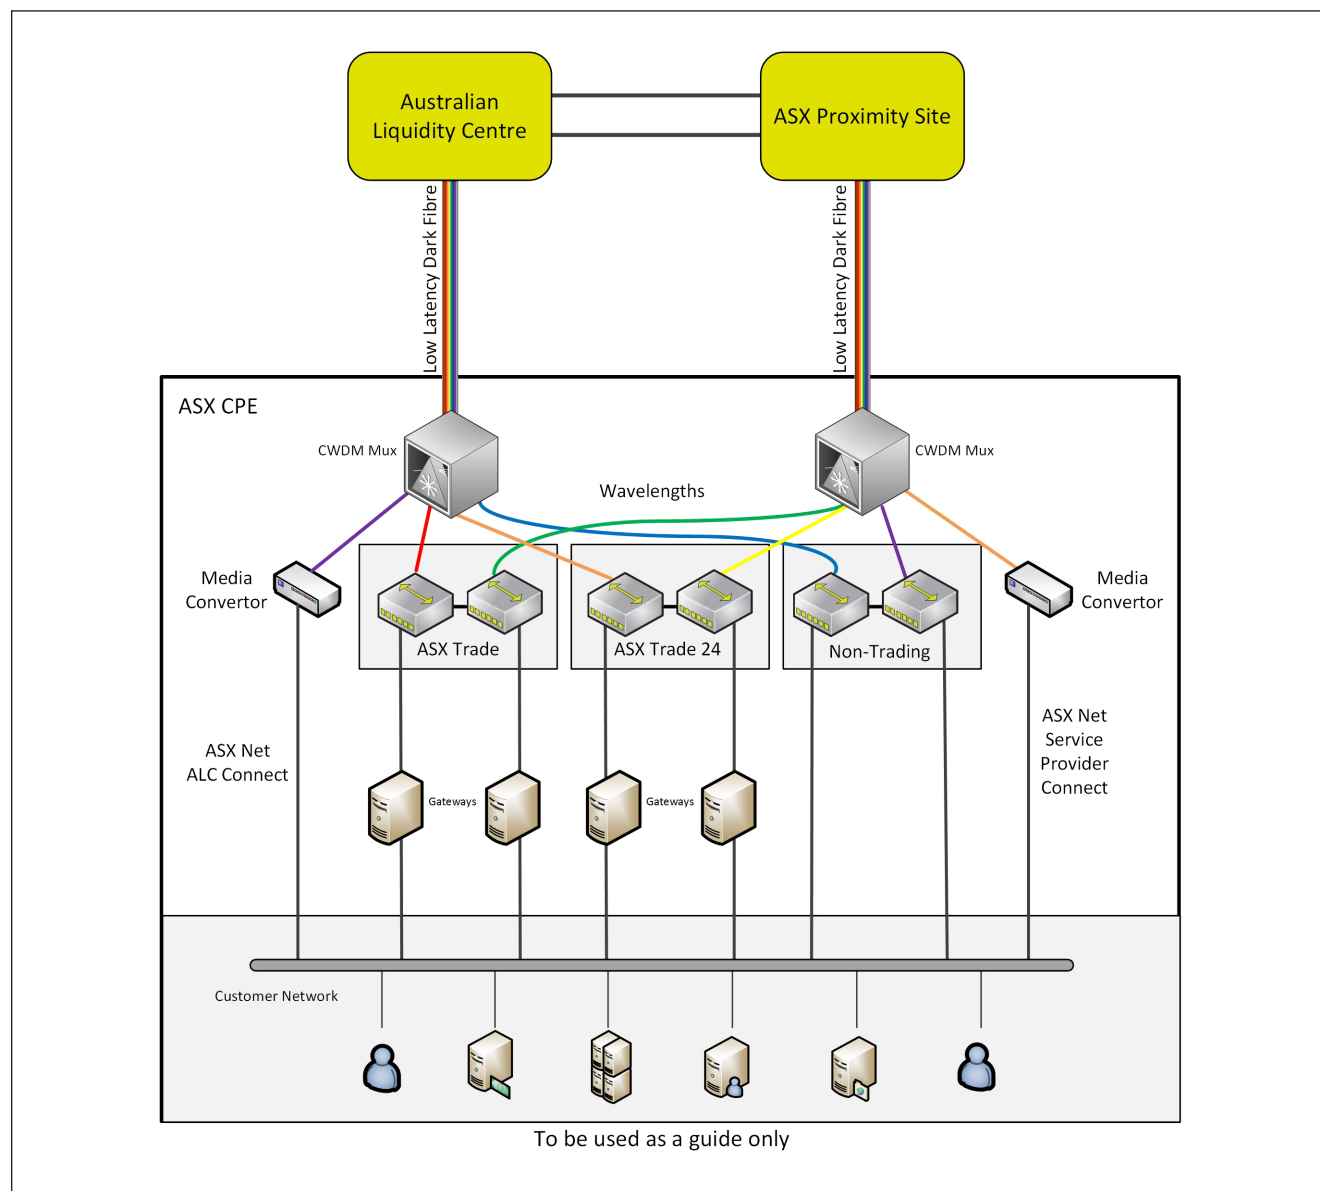 Australian
Liquidity Centre
ASX Proximity Site
Low Latency Dark Fibre
Low Latency Dark Fibre
ASX CPE
CWDM Mux
CWDM Mux
Wavelengths
Media
Convertor
Media
Convertor
ASX Trade
ASX Trade 24
Non-Trading
ASX Net
ALC Connect
ASX Net
Service
Provider
Connect
Gateways
Gateways
Customer Network
To be used as a guide only